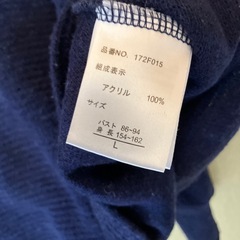 品番NO. 172F015
組成表示
アクリル 100%
サイズ
バスト 86-94
身長 154-162
L